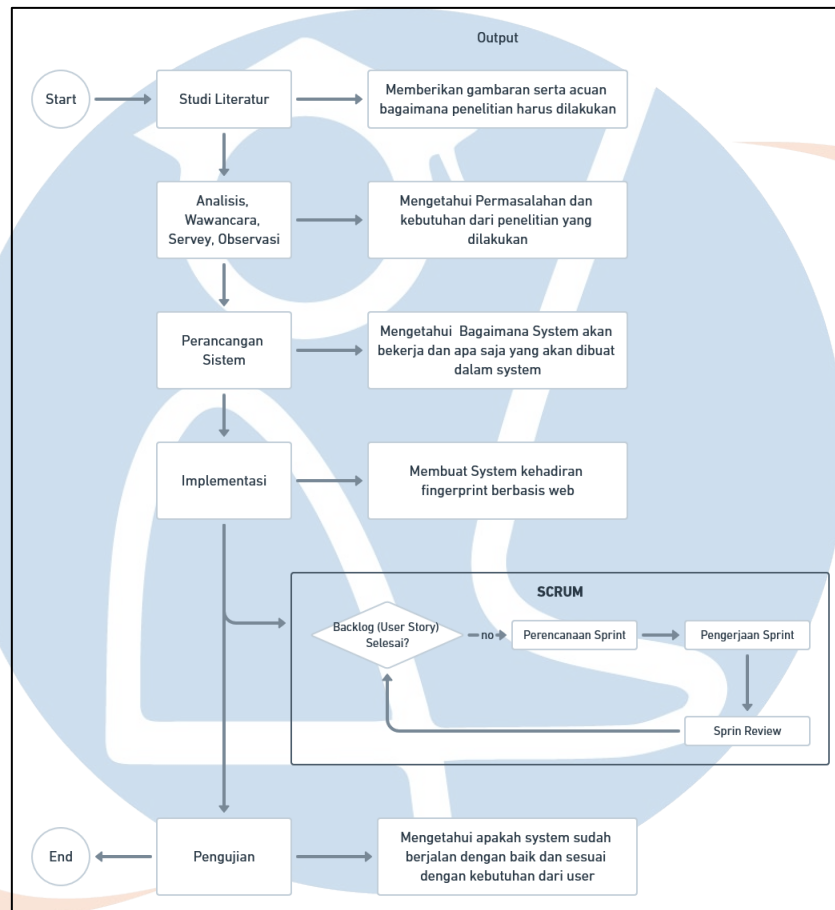 Output
Start
Studi Literatur
Memberikan gambaran serta acuan
bagaimana penelitian harus dilakukan
Analisis,
Wawancara,
Servey, Observasi
Mengetahui Permasalahan dan
kebutuhan dari penelitian yang
dilakukan
Perancangan
Sistem
Mengetahui Bagaimana System akan
bekerja dan apa saja yang akan dibuat
dalam system
Implementasi
Membuat System kehadiran
fingerprint berbasis web
SCRUM
Backlog (User Story)
Selesai?
no
Perencanaan Sprint
Pengerjaan Sprint
Sprin Review
End
Pengujian
Mengetahui apakah system sudah
berjalan dengan baik dan sesuai
dengan kebutuhan dari user